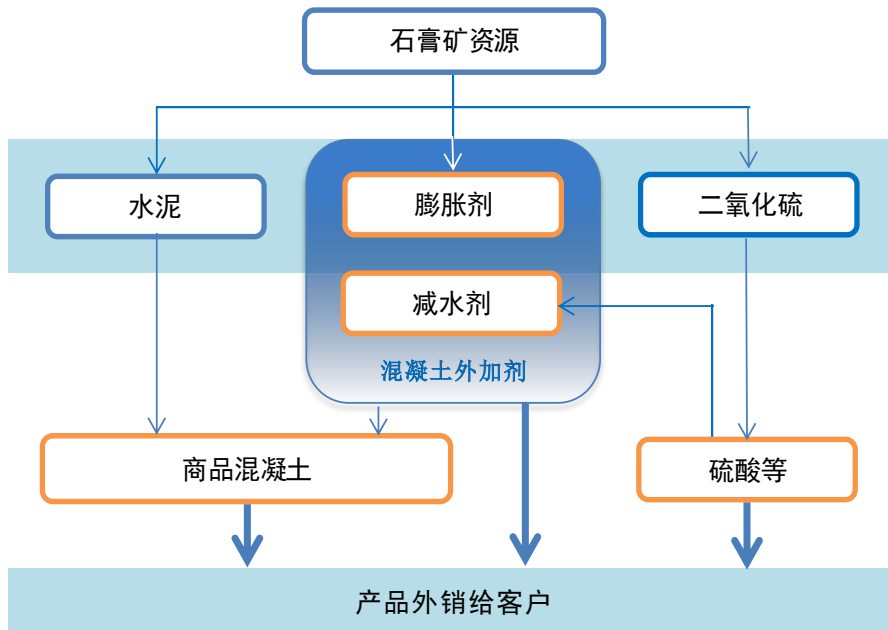 石膏矿资源
水泥
膨胀剂
二氧化硫
减水剂
混凝土外加剂
商品混凝土
硫酸等
产品外销给客户